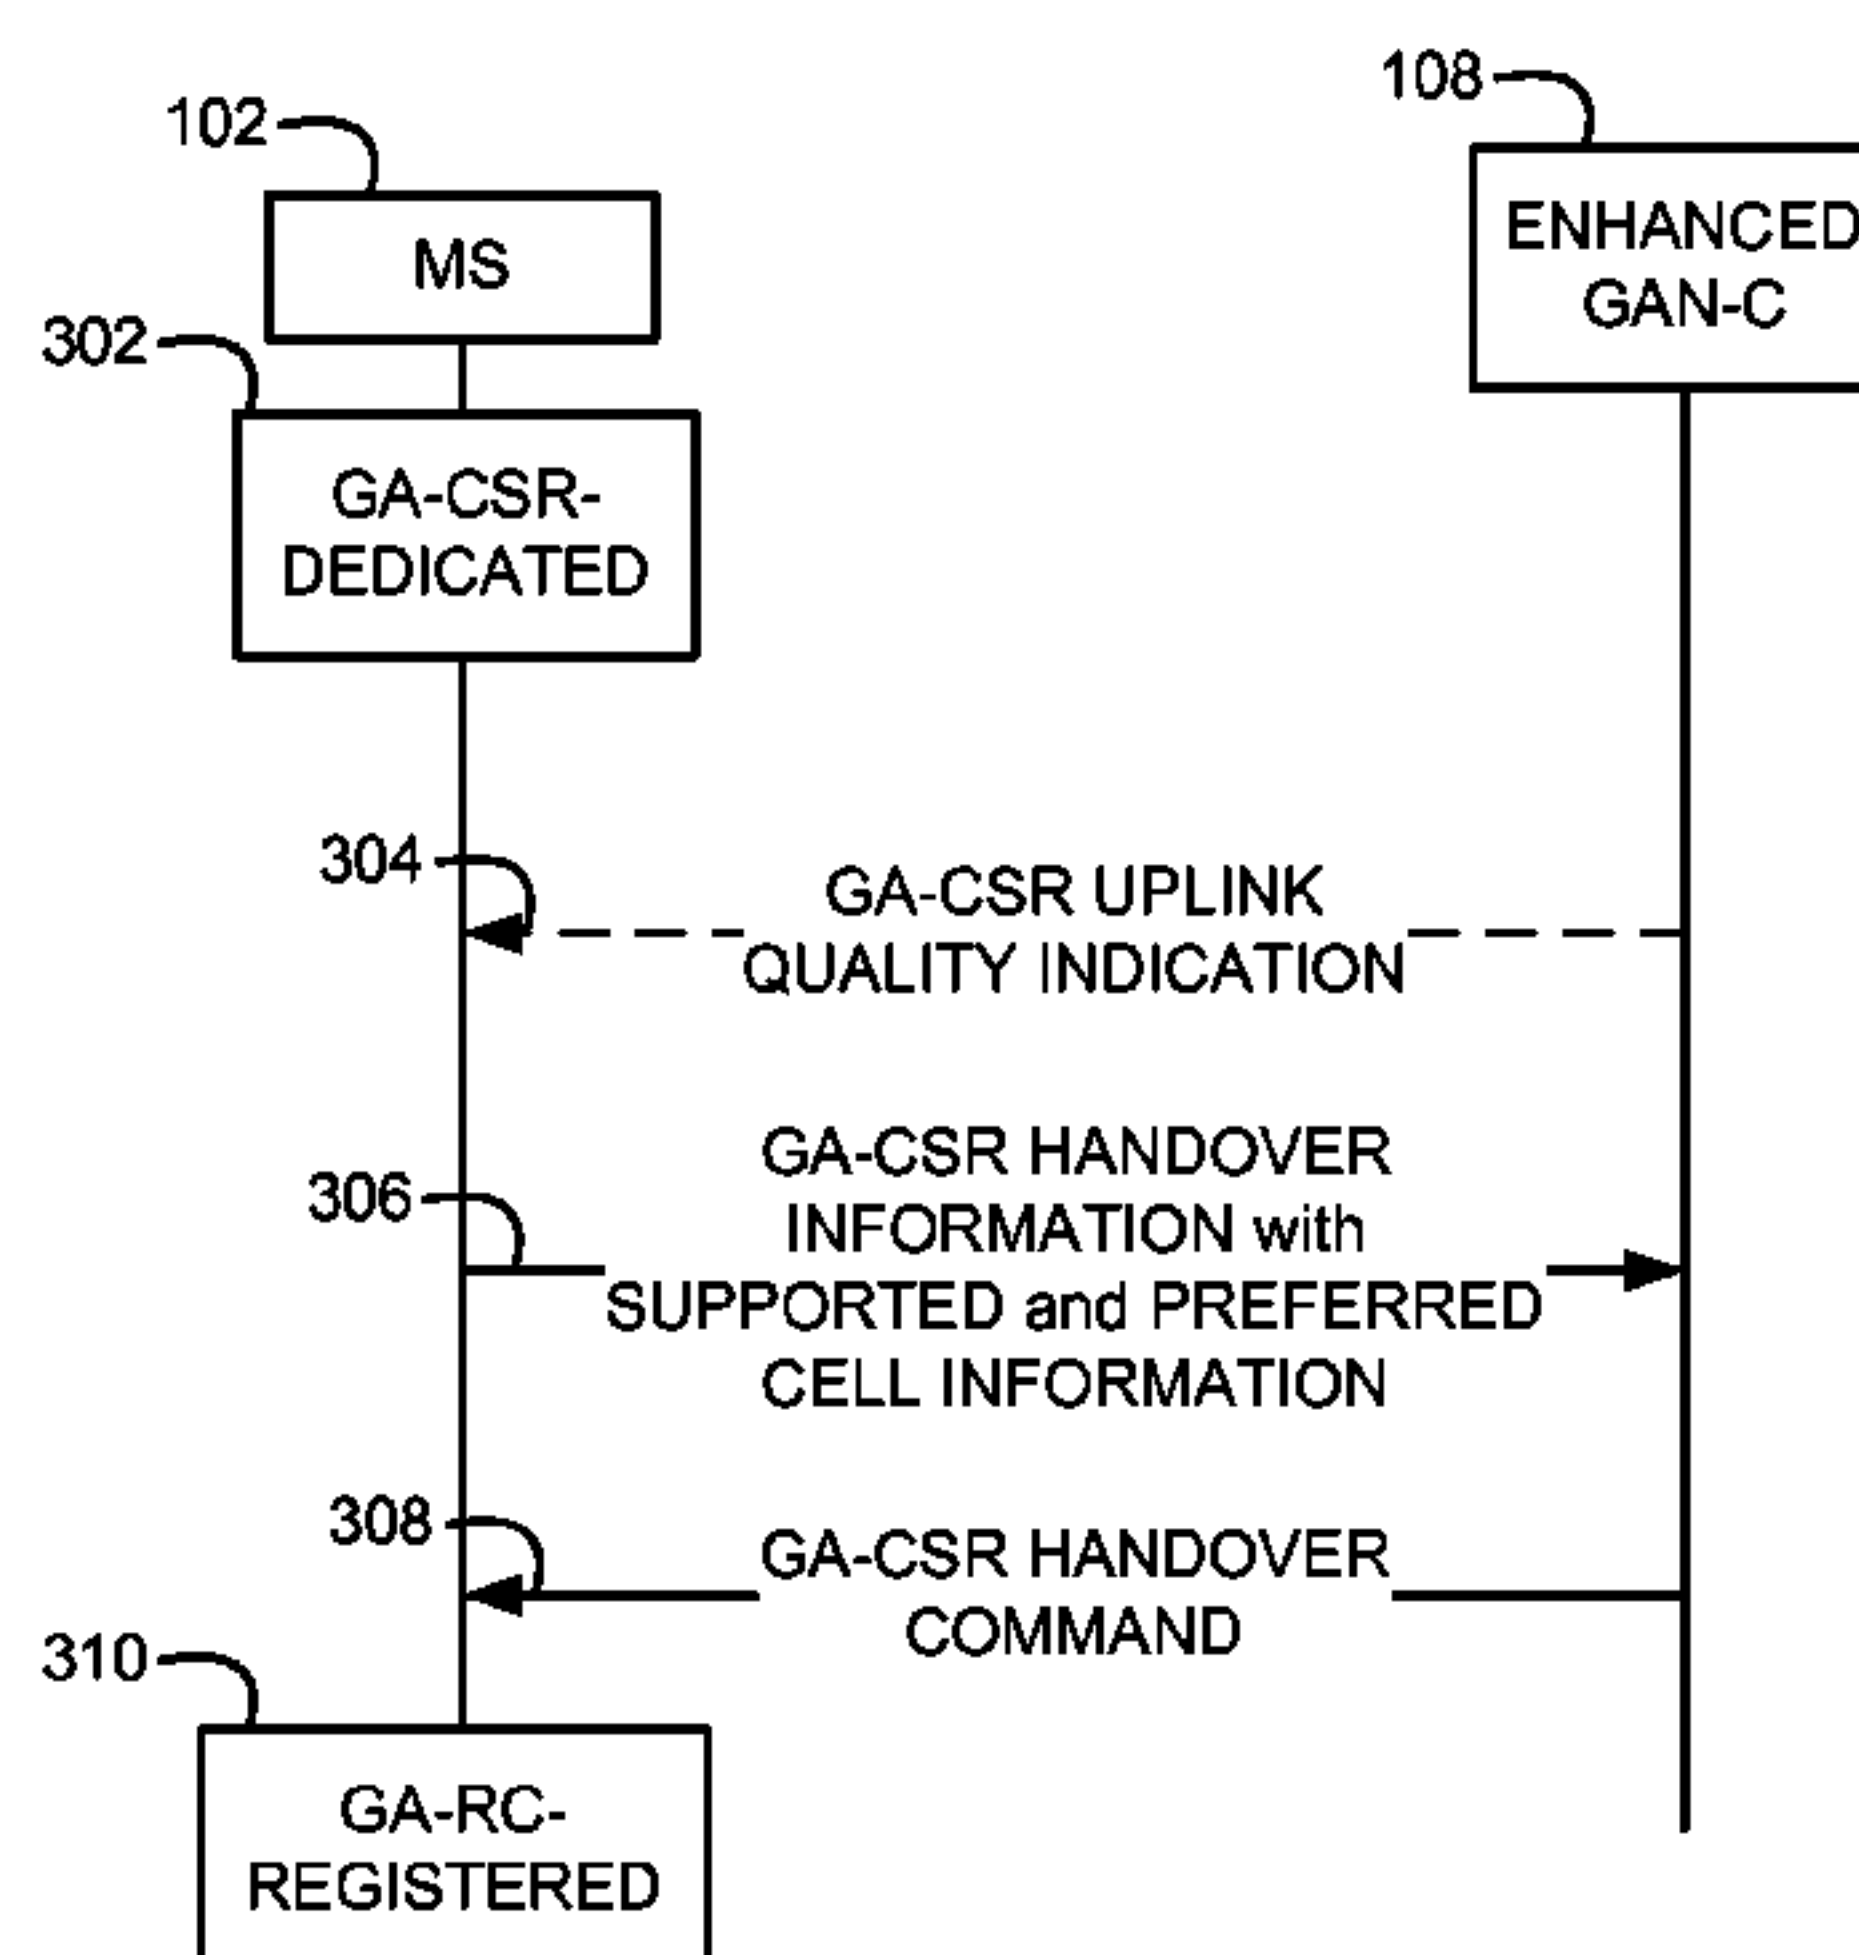 108
102
MS
ENHANCED
GAN-C
302
GA-CSR-
DEDICATED
304
GA-CSR UPLINK
QUALITY INDICATION
306
GA-CSR HANDOVER
INFORMATION with
SUPPORTED and PREFERRED
CELL INFORMATION
308
GA-CSR HANDOVER
COMMAND
310
GA-RC-
REGISTERED